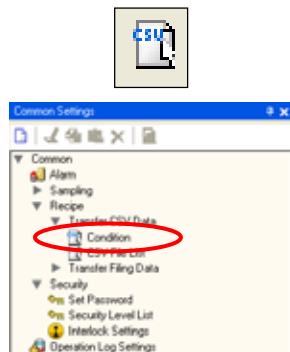 CSV
Common Settings
Common
Alarm
Sampling
Recipe
Transfer CSV Data
Condition
CSV File List
Transfer Filing Data
Security
Set Password
Security Level List
Interlock Settings
Operation Log Settings